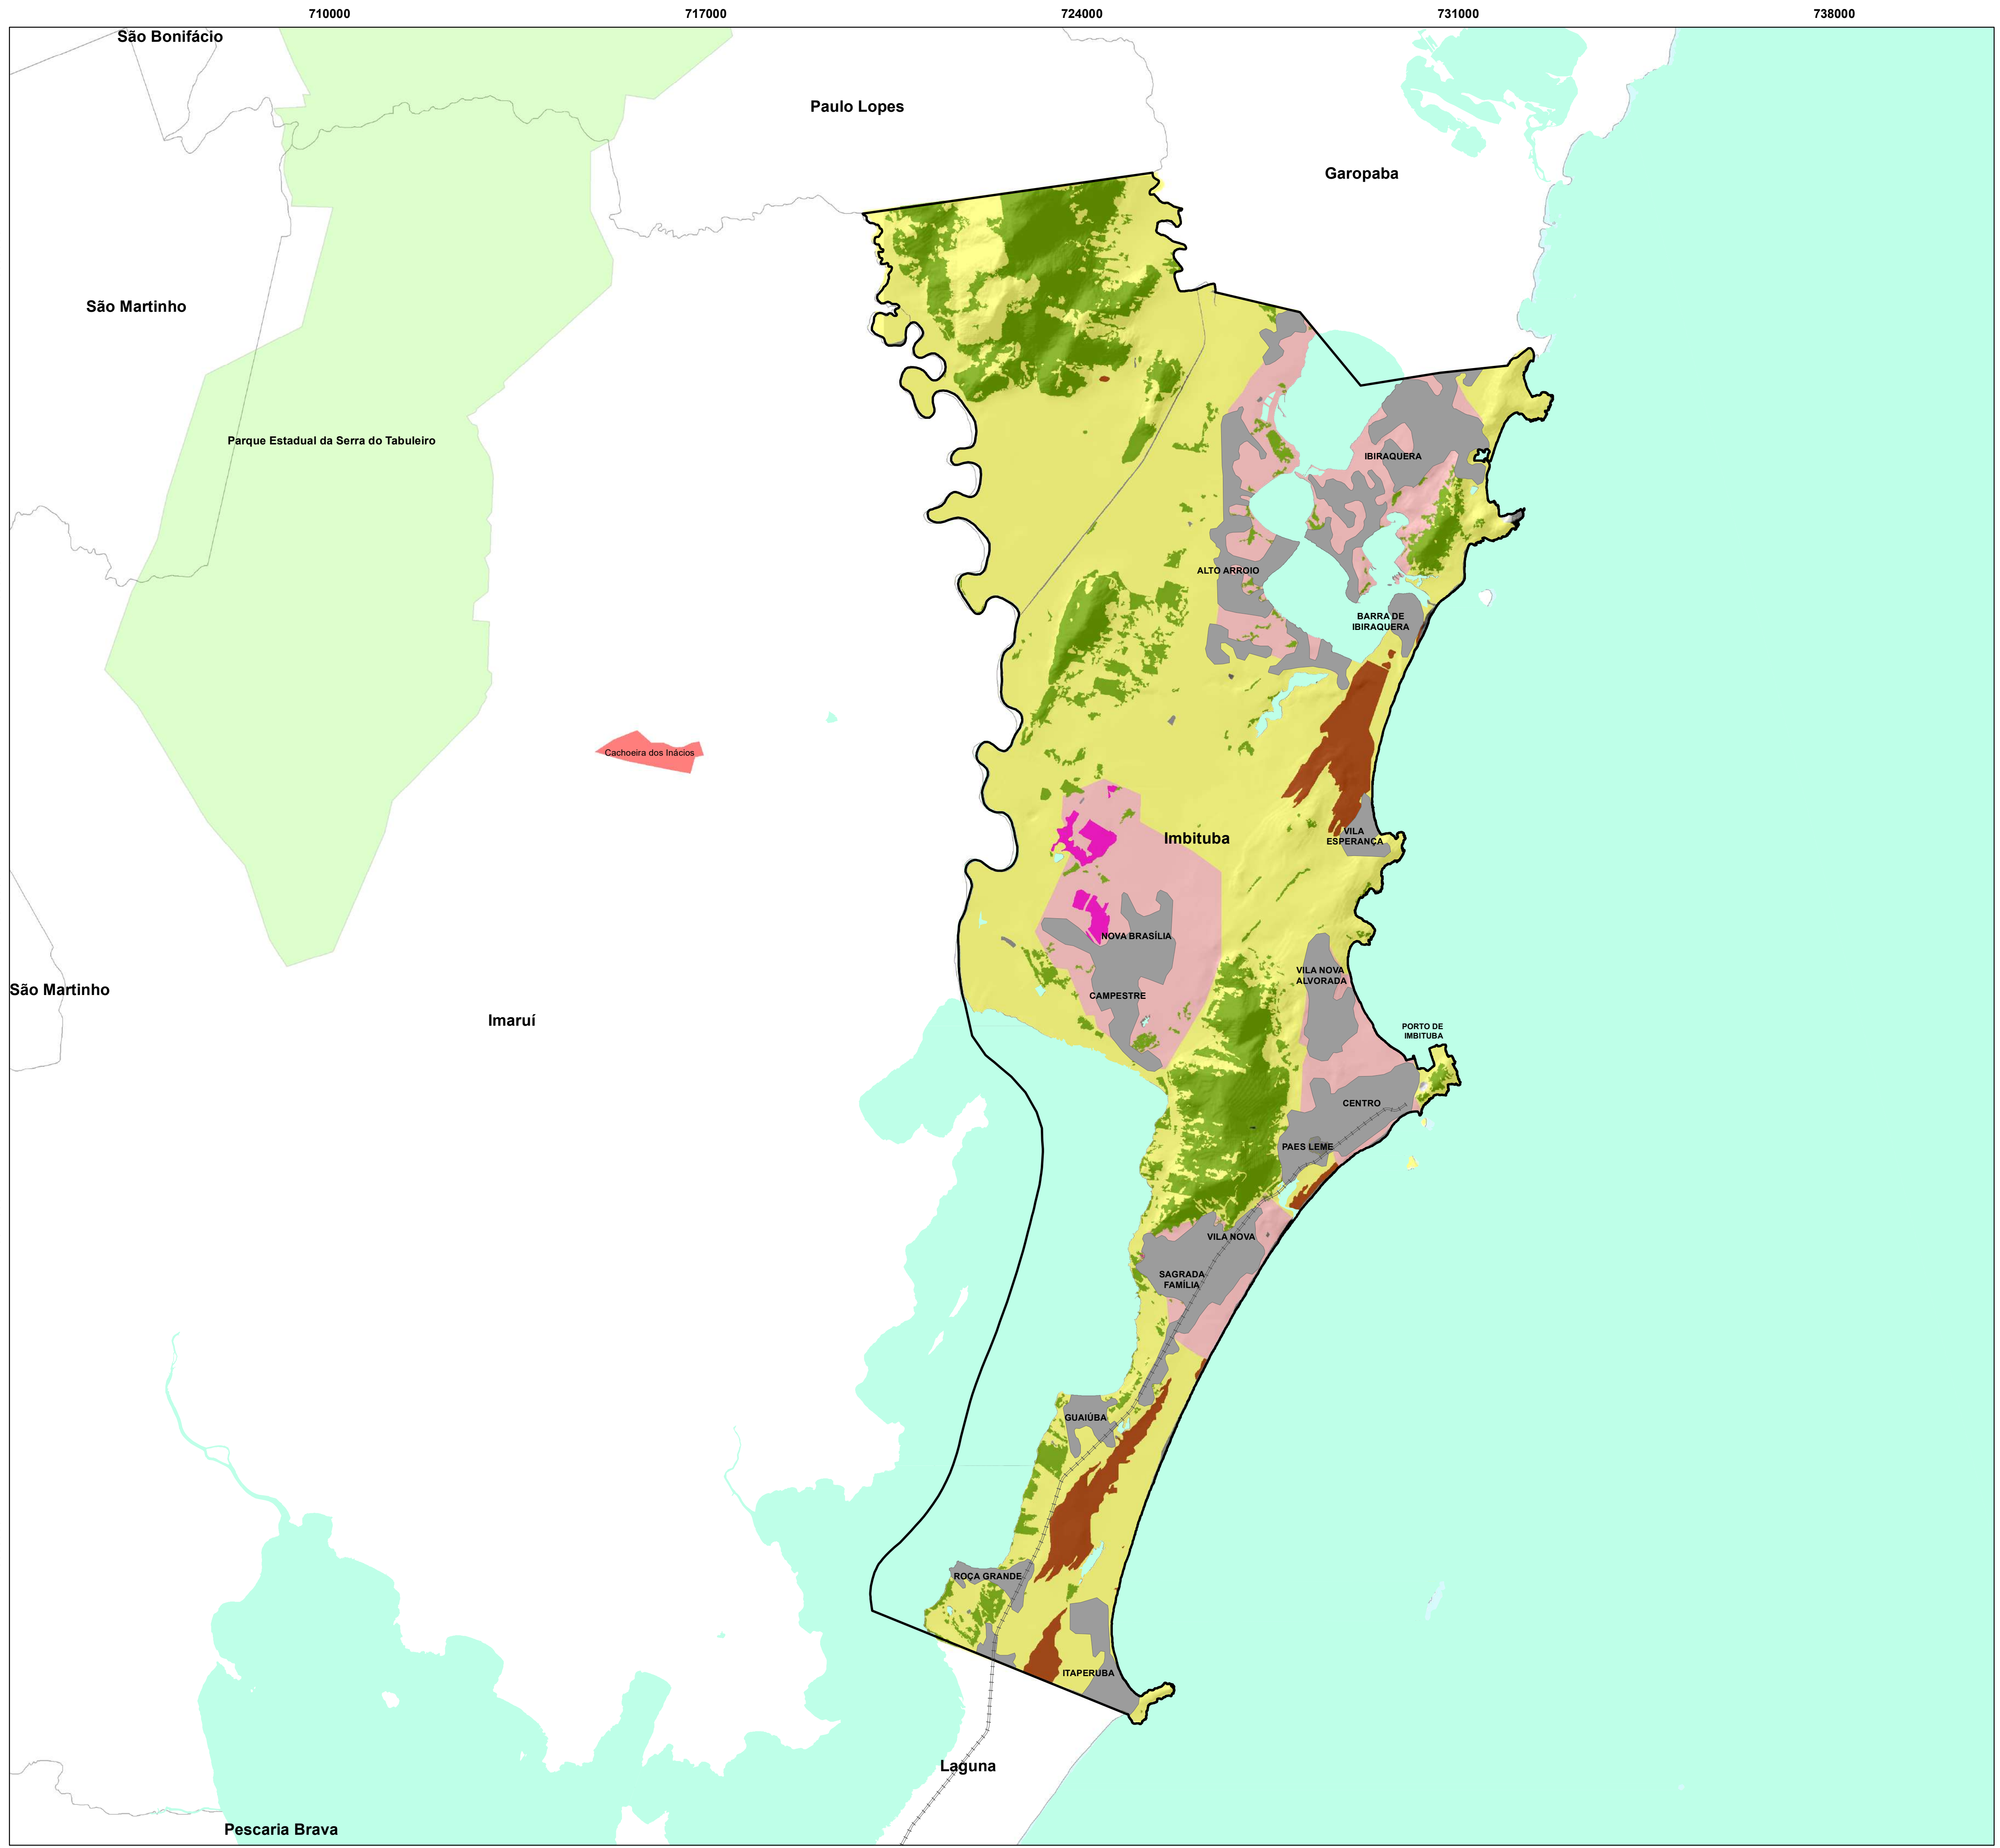 710000
717000
724000
731000
738000
São Bonifácio
Paulo Lopes
Garopaba
São Martinho
Parque Estadual da Serra do Tabuleiro
IBIRAQUERA
ALTO ARROIO
BARRA DE
IBIRAQUERA
Cachoeira dos Inácios
Imbituba
VILA
ESPERANÇA
NOVA BRASÍLIA
VILA NOVA
ALVORADA
São Martinho
CAMPESTRE
Imaruí
PORTO DE
IMBITUBA
CENTRO
PAES LEME
VILA NOVA
SAGRADA
FAMÍLIA
GUAIÚBA
ROÇA GRANDE
ITAPERUBA
Laguna
Pescaria Brava